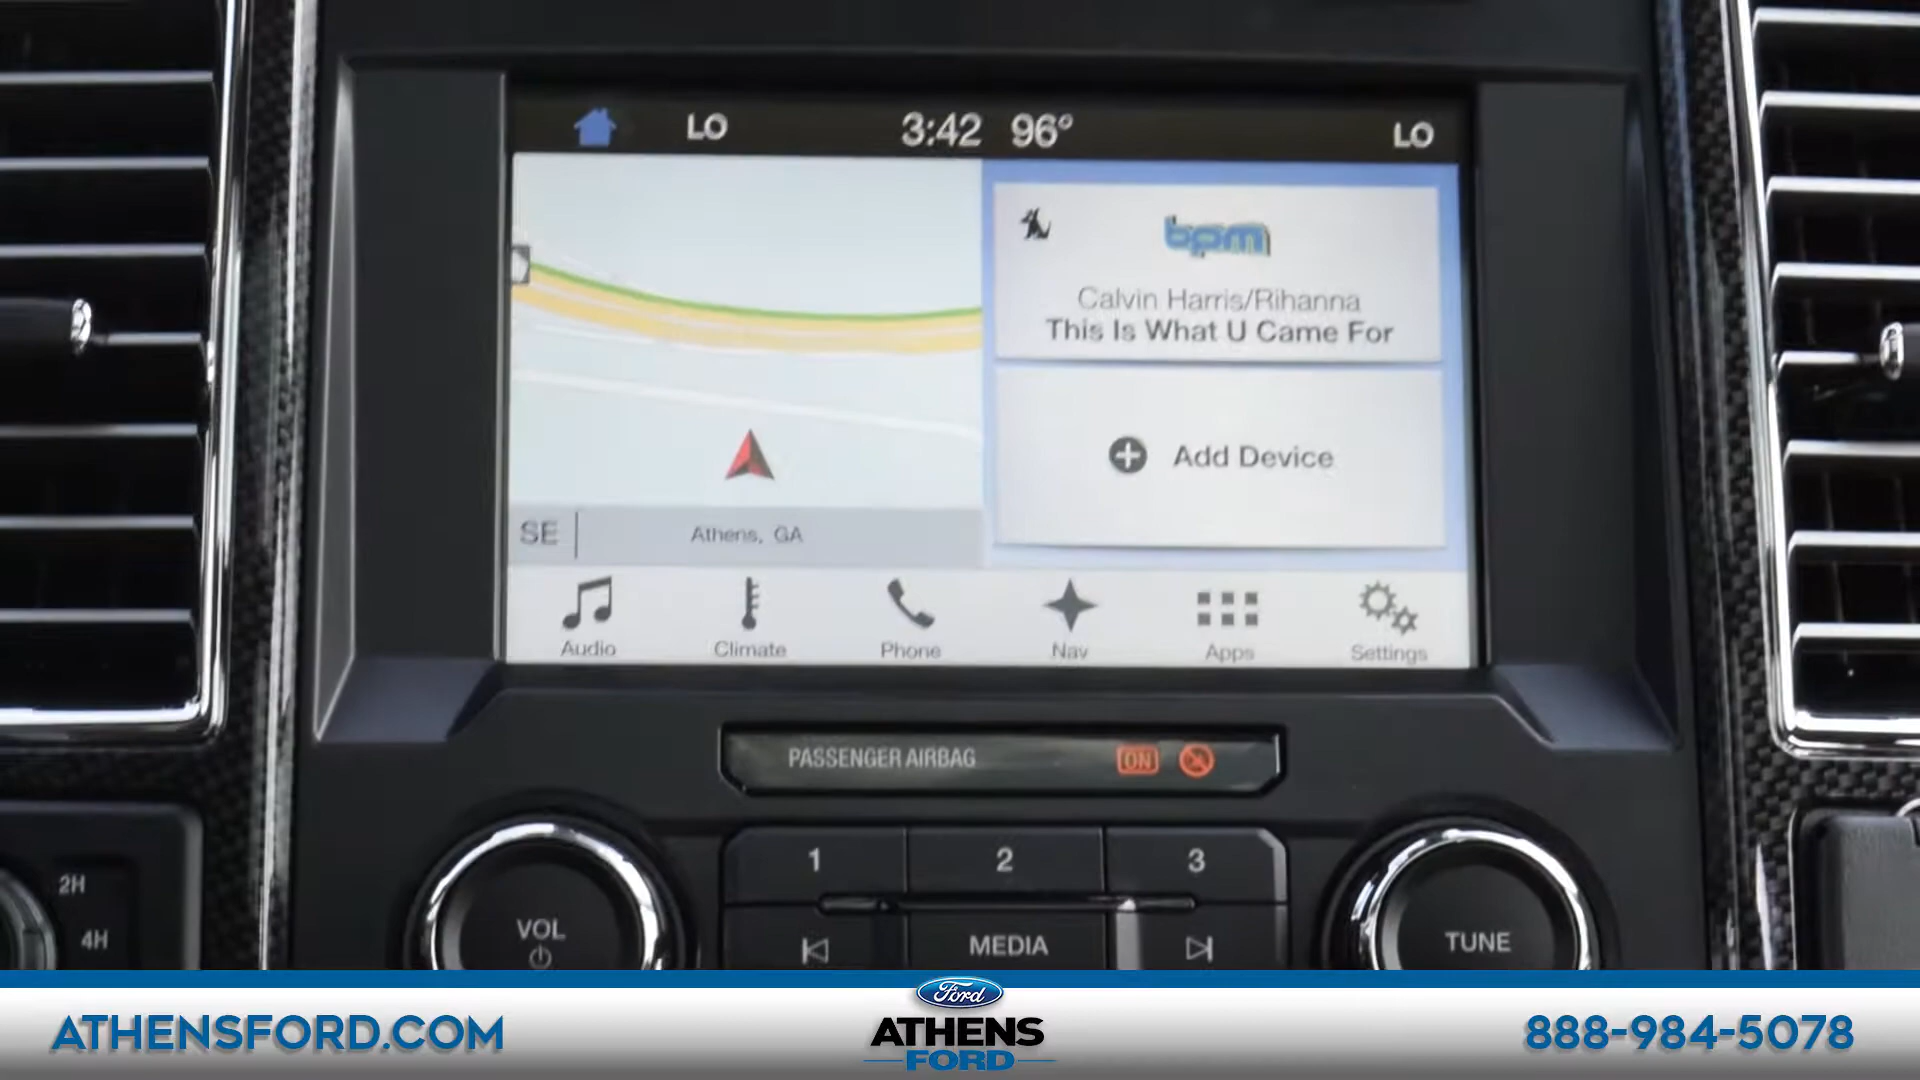 LO 3:42 96° LO
bpm
Calvin Harris/Rihanna
This Is What U Came For
Add Device
SE Athens, GA
Audio Climate Phone Nav Apps Settings
PASSENGER AIRBAG ON
1 2 3
2H
4H
VOL MEDIA TUNE
ATHENSFORD.COM
Ford
ATHENS
FORD
888-984-5078